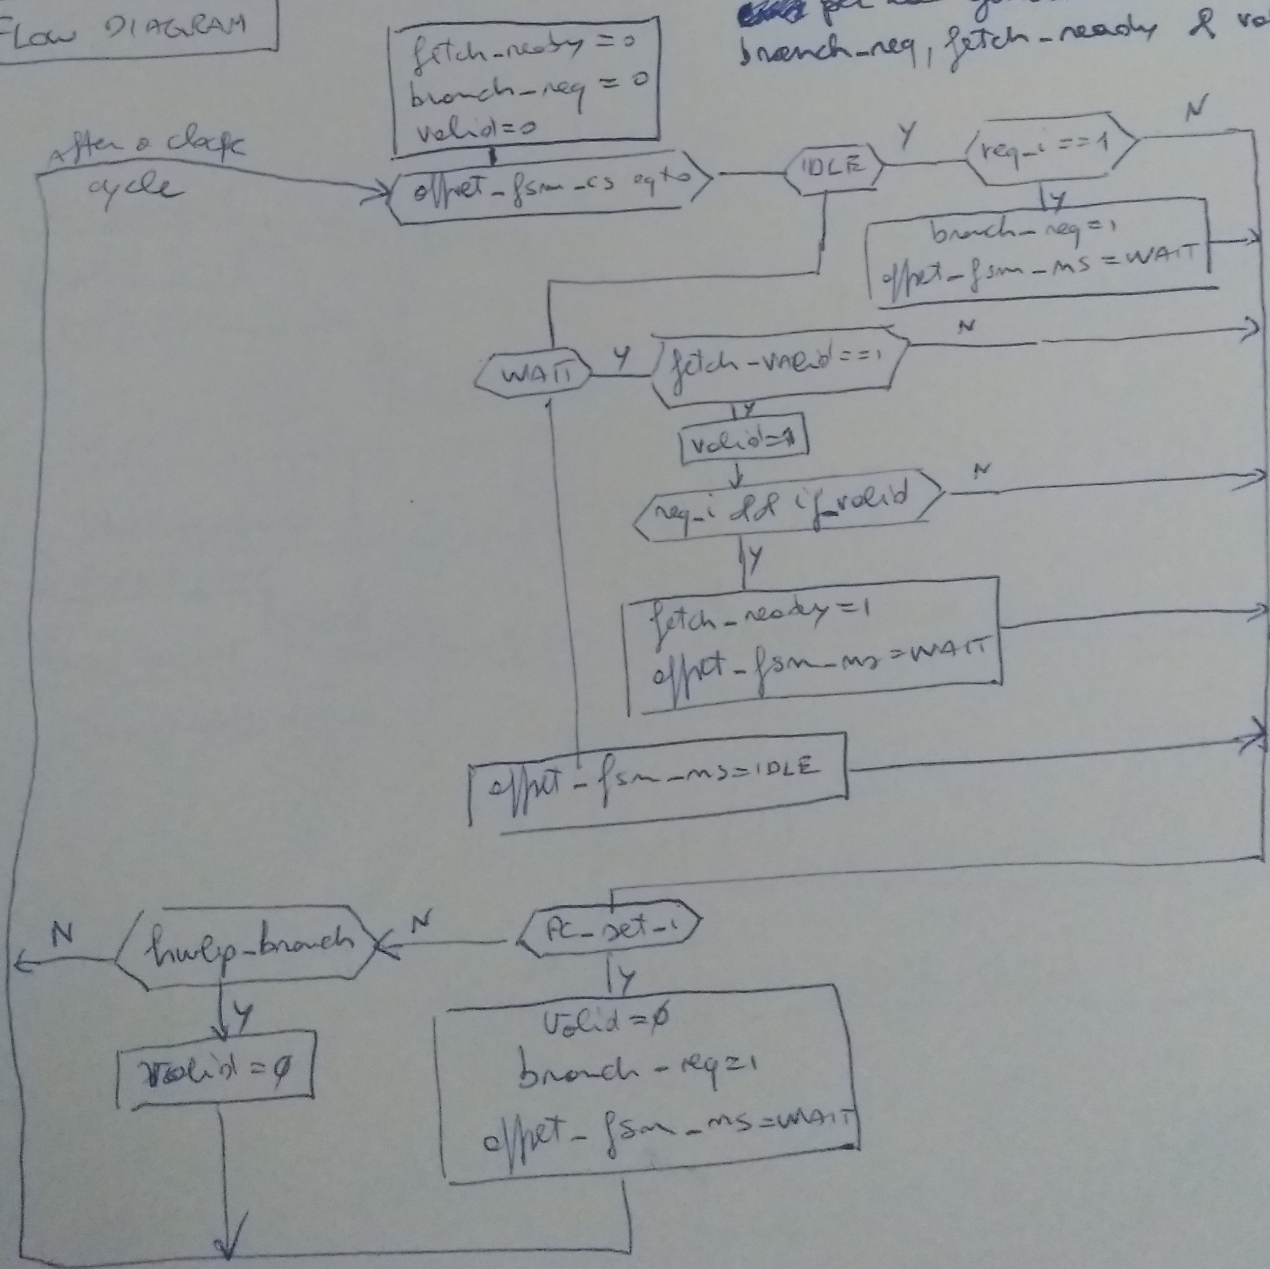 FLOW DIAGRAM
branch_req, fetch_ready &
fetch_ready = 0
branch_req = 0
valid=0
After a clock
cycle
offset_fsm_cs eq to
IDLE
Y
req_i == 1
N
Y
branch_req=1
offset_fsm_ns = WAIT
WAIT
Y
fetch_valid==1
N
Y
valid=1
req_i && if_valid
N
Y
fetch_ready=1
offset_fsm_ns=WAIT
offset_fsm_ns=IDLE
N
hwlp_branch
N
PC_set_i
Y
Y
valid=0
valid=0
branch_req=1
offset_fsm_ns=WAIT